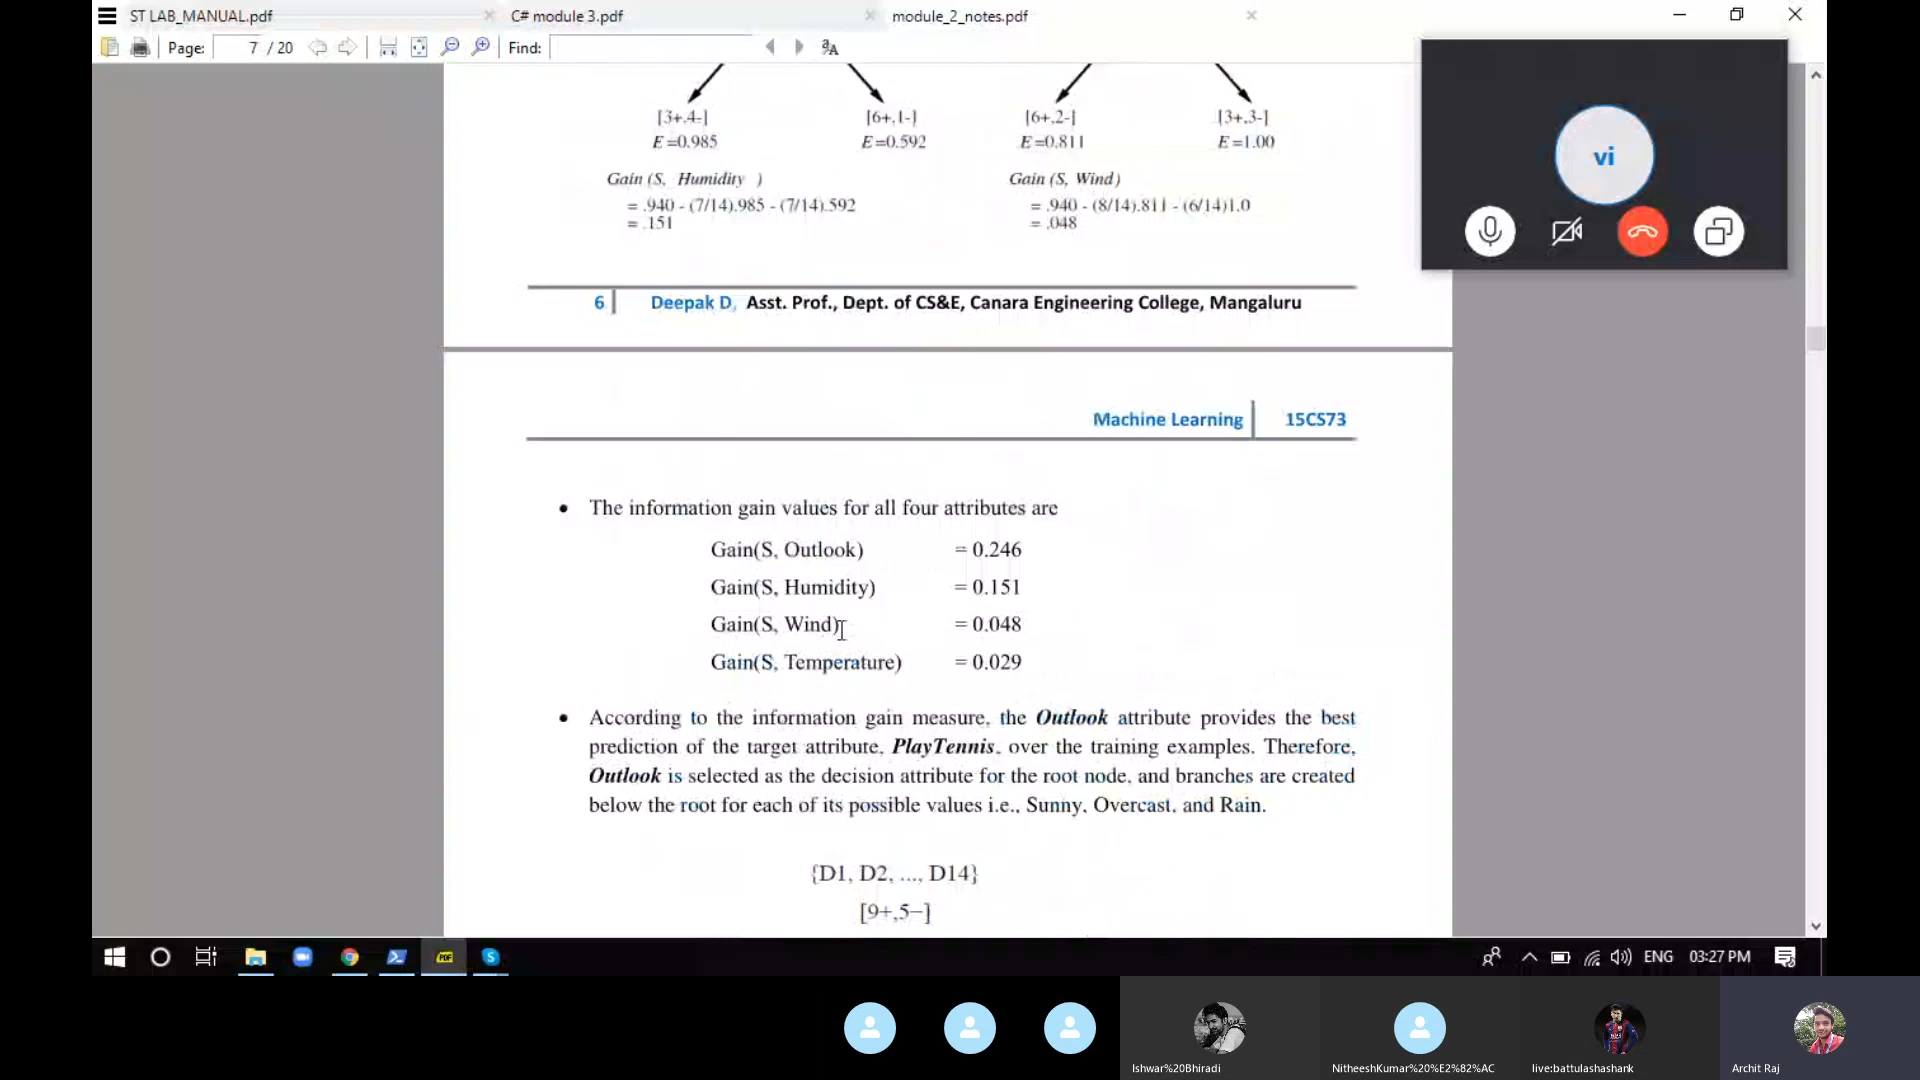 ST LAB_MANUAL.pdf
C# module 3.pdf
module_2_notes.pdf
Page: 7 / 20
Find:
[3+,4-]
[6+,1-]
[6+,2-]
[3+,3-]
E=0.985
E=0.592
E=0.811
E=1.00
Gain (S, Humidity )
= .940 - (7/14).985 - (7/14).592
= .151
Gain (S, Wind)
= .940 - (8/14).811 - (6/14)1.0
= .048
vi
6 Deepak D, Asst. Prof., Dept. of CS&E, Canara Engineering College, Mangaluru
Machine Learning 15CS73
• The information gain values for all four attributes are
Gain(S, Outlook) = 0.246
Gain(S, Humidity) = 0.151
Gain(S, Wind) = 0.048
Gain(S, Temperature) = 0.029
• According to the information gain measure, the Outlook attribute provides the best
prediction of the target attribute, PlayTennis, over the training examples. Therefore,
Outlook is selected as the decision attribute for the root node, and branches are created
below the root for each of its possible values i.e., Sunny, Overcast, and Rain.
{D1, D2, ..., D14}
[9+,5−]
PDF
ENG 03:27 PM
Ishwar%20Bhiradi
NitheeshKumar%20%E2%82%AC
live:battulashashank
Archit Raj